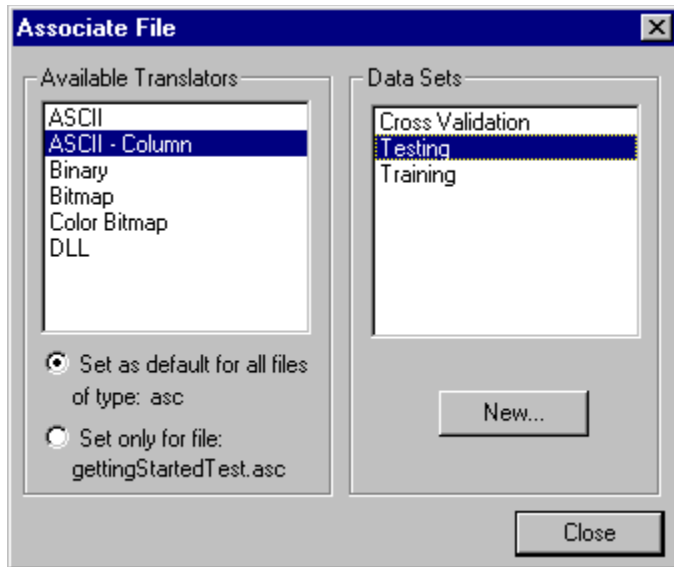 Associate File
Available Translators
ASCII
ASCII - Column
Binary
Bitmap
Color Bitmap
DLL
Set as default for all files
of type: asc
Set only for file:
gettingStartedTest.asc
Data Sets
Cross Validation
Testing
Training
New...
Close